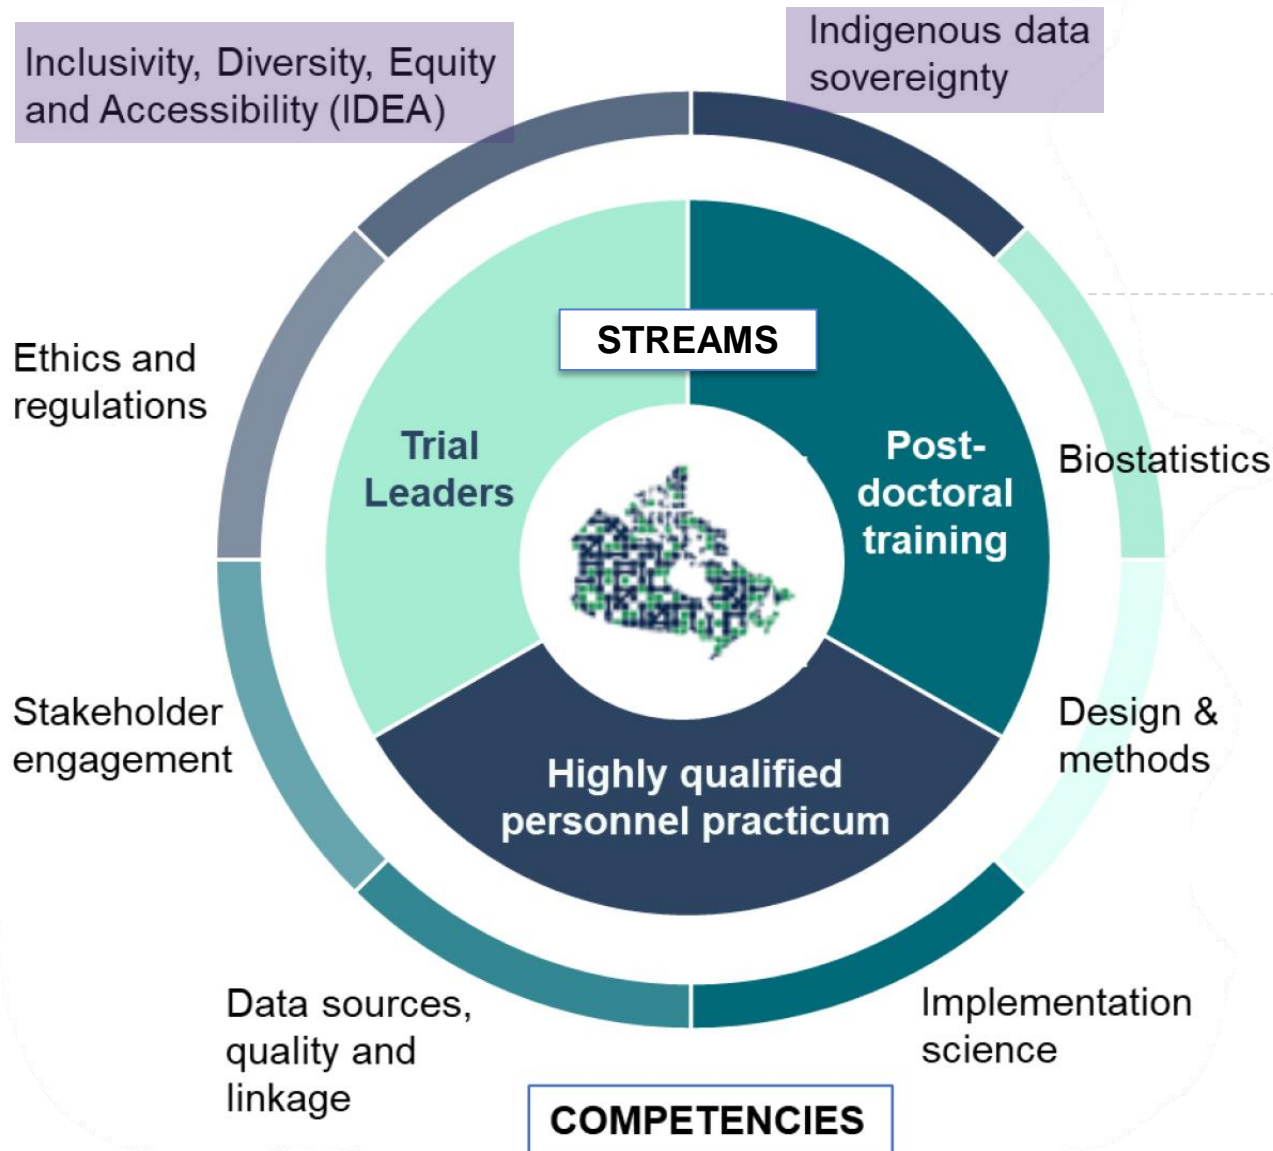 Inclusivity, Diversity, Equity
and Accessibility (IDEA)
Indigenous data
sovereignty
STREAMS
Ethics and
regulations
Trial
Leaders
Post-
doctoral
training
Biostatistics
Stakeholder
engagement
Design &
methods
Highly qualified
personnel practicum
Data sources,
quality and
linkage
Implementation
science
COMPETENCIES